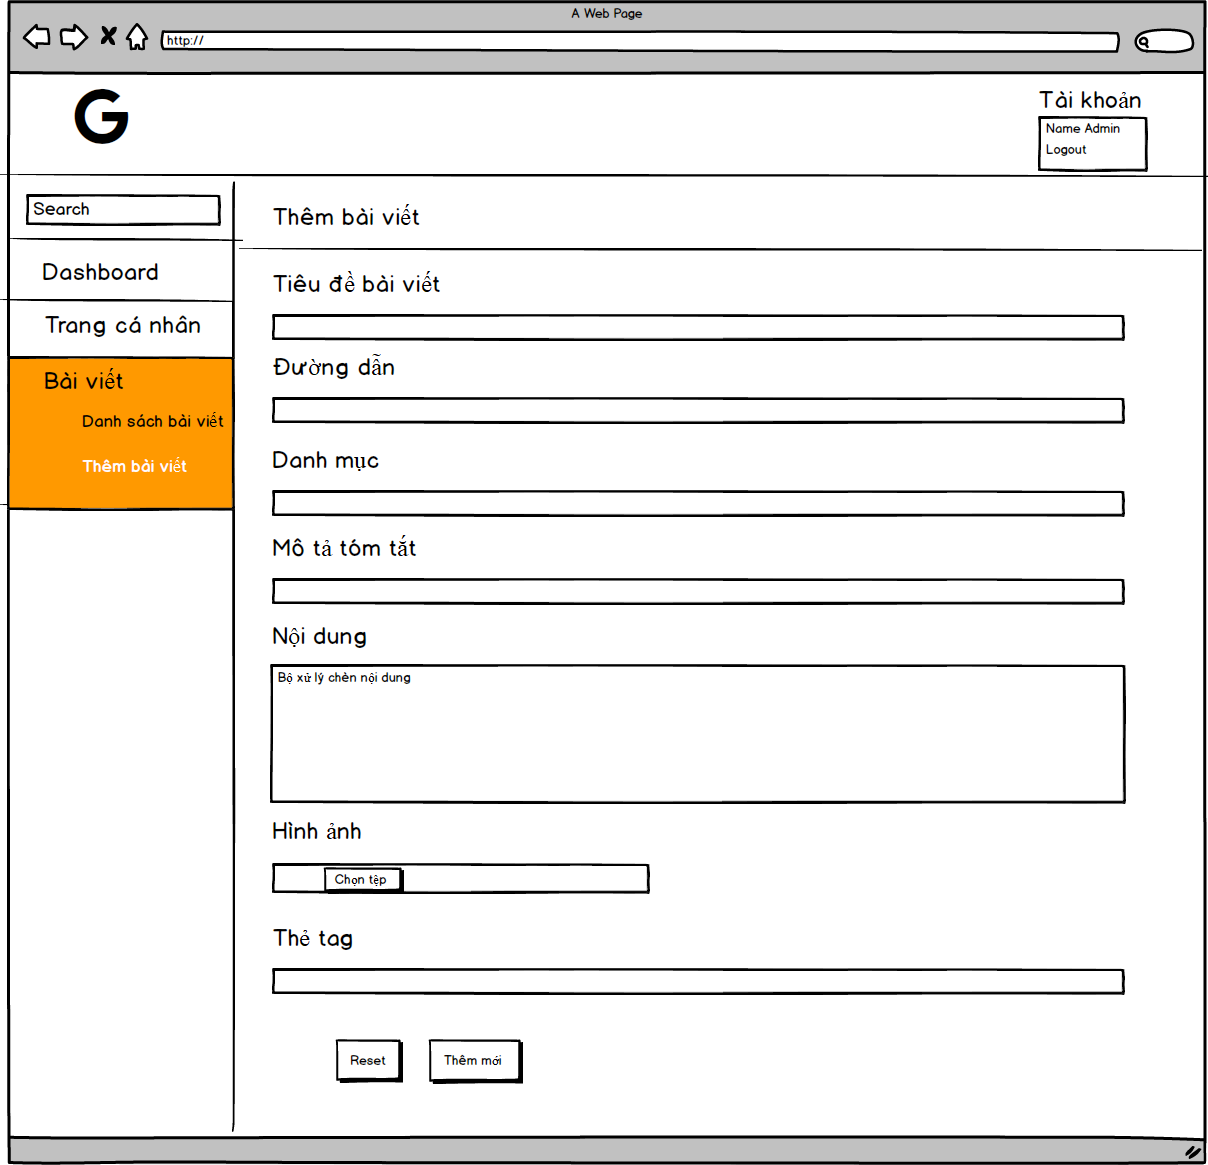 A Web Page
http://
G
Tài khoản
Name Admin
Logout
Search
Dashboard
Trang cá nhân
Bài viết
Danh sách bài viết
Thêm bài viết
Thêm bài viết
Tiêu đề bài viết
Đường dẫn
Danh mục
Mô tả tóm tắt
Nội dung
Bộ xử lý chèn nội dung
Hình ảnh
Chọn tệp
Thẻ tag
Reset
Thêm mới